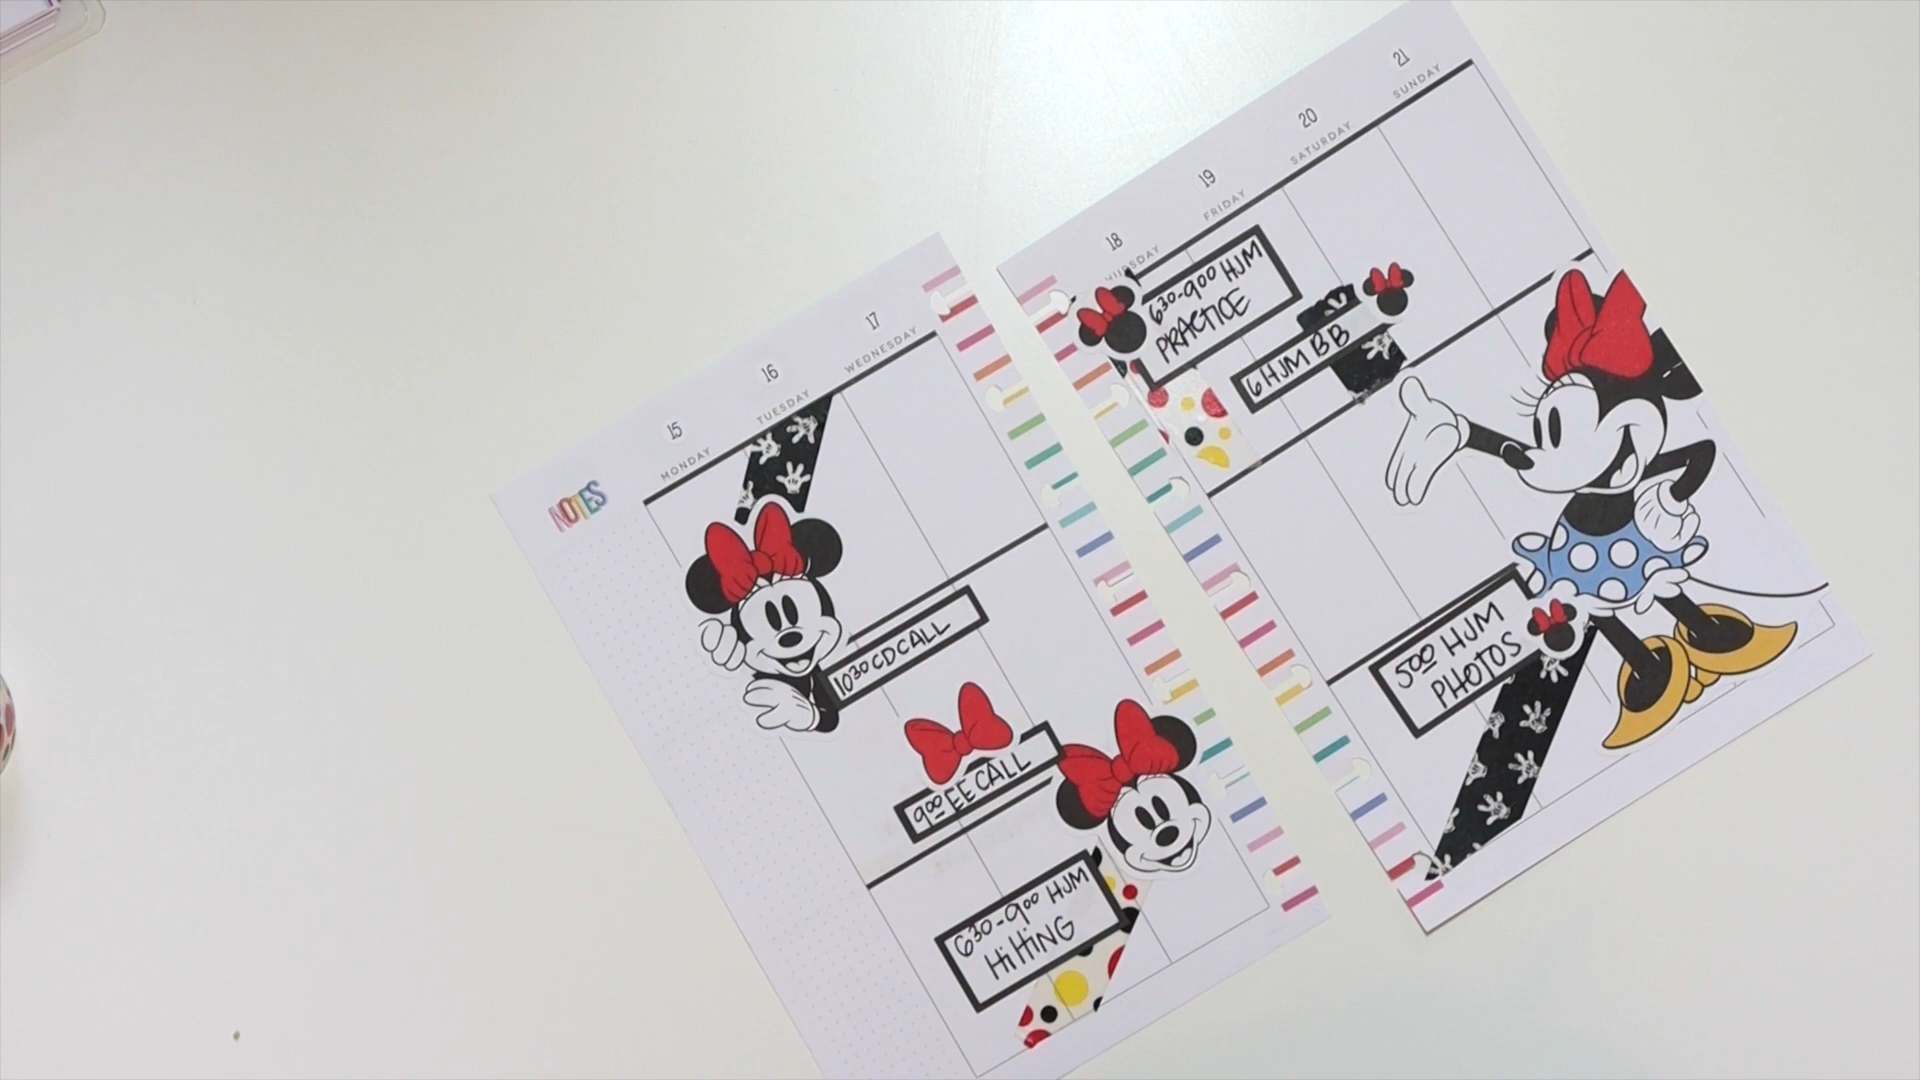 NOTES
15
MONDAY
16
TUESDAY
17
WEDNESDAY
1030 CD CALL
900 EE CALL
630-900 HJM
HITTING
18
19
FRIDAY
20
SATURDAY
21
SUNDAY
630-900 HJM
PRACTICE
6 HJM BB
500 HJM
PHOTOS